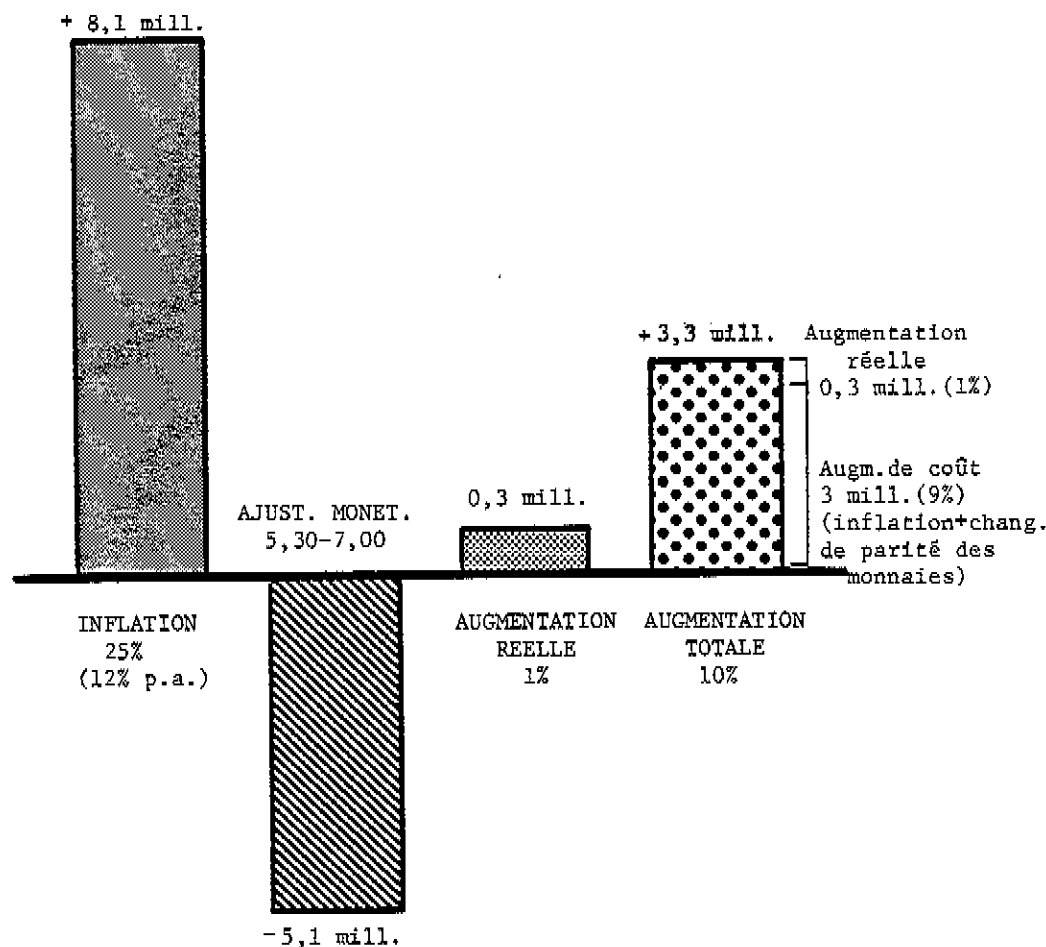 + 8,1 mill.
+3,3 mill.
Augmentation
réelle
0,3 mill.(1%)
Augm.de coût
3 mill.(9%)
(inflation+chang.
de parité des
monnaies)
0,3 mill.
AJUST. MONET.
5,30-7,00
INFLATION
25%
(12% p.a.)
AUGMENTATION
REELLE
1%
AUGMENTATION
TOTALE
10%
-5,1 mill.